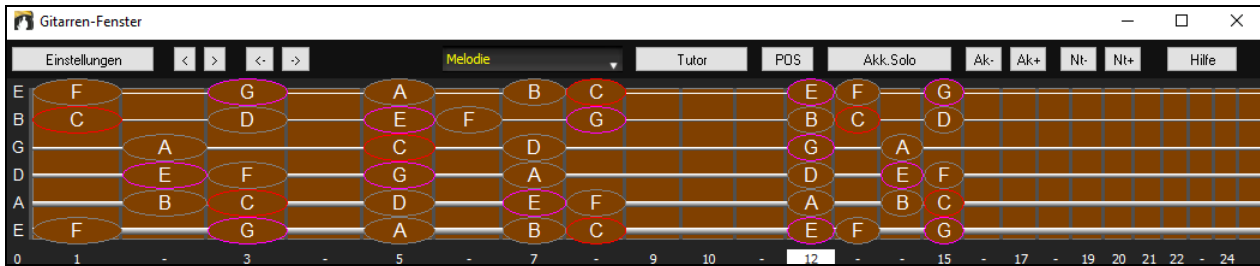 Gitarren-Fenster
Einstellungen < > <- -> Melodie Tutor POS Akk.Solo Ak- Ak+ Nt- Nt+ Hilfe
E F G A B C E F G
B C D E F G B C D
G A C D G A
D E F G A D E F
A B C D E F A B C
E F G A B C E F G
0 1 - 3 - 5 - 7 - 9 10 - 12 - - 15 - 17 - 19 20 21 22 - 24